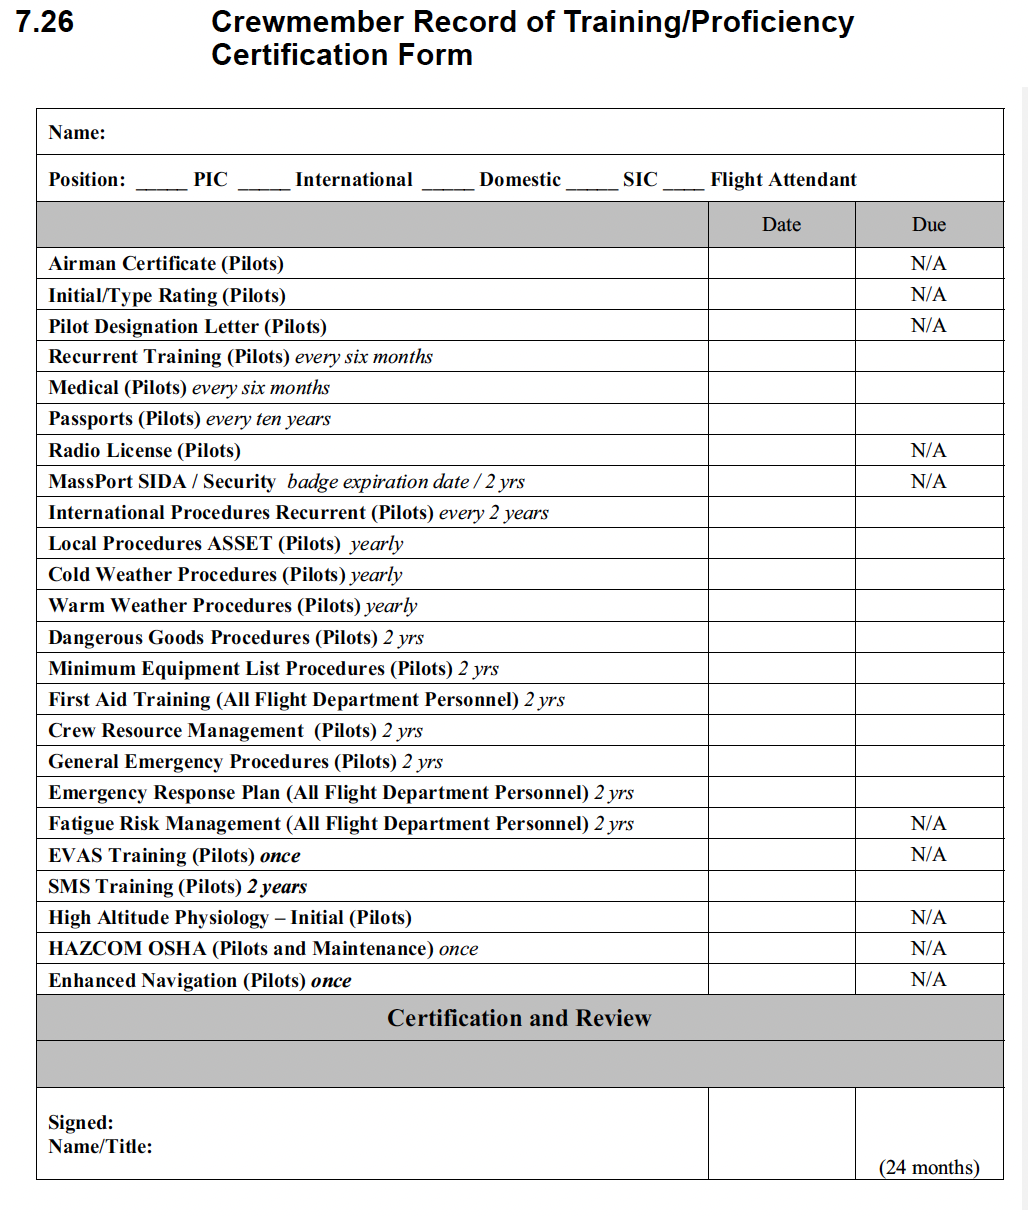 7.26 Crewmember Record of Training/Proficiency
Certification Form
Name:
Position: _____ PIC _____ International _____ Domestic _____ SIC ____ Flight Attendant
Date Due
Airman Certificate (Pilots) N/A
Initial/Type Rating (Pilots) N/A
Pilot Designation Letter (Pilots) N/A
Recurrent Training (Pilots) every six months
Medical (Pilots) every six months
Passports (Pilots) every ten years
Radio License (Pilots) N/A
MassPort SIDA / Security badge expiration date / 2 yrs N/A
International Procedures Recurrent (Pilots) every 2 years
Local Procedures ASSET (Pilots) yearly
Cold Weather Procedures (Pilots) yearly
Warm Weather Procedures (Pilots) yearly
Dangerous Goods Procedures (Pilots) 2 yrs
Minimum Equipment List Procedures (Pilots) 2 yrs
First Aid Training (All Flight Department Personnel) 2 yrs
Crew Resource Management (Pilots) 2 yrs
General Emergency Procedures (Pilots) 2 yrs
Emergency Response Plan (All Flight Department Personnel) 2 yrs
Fatigue Risk Management (All Flight Department Personnel) 2 yrs N/A
EVAS Training (Pilots) once N/A
SMS Training (Pilots) 2 years
High Altitude Physiology – Initial (Pilots) N/A
HAZCOM OSHA (Pilots and Maintenance) once N/A
Enhanced Navigation (Pilots) once N/A
Certification and Review
Signed:
Name/Title:
(24 months)